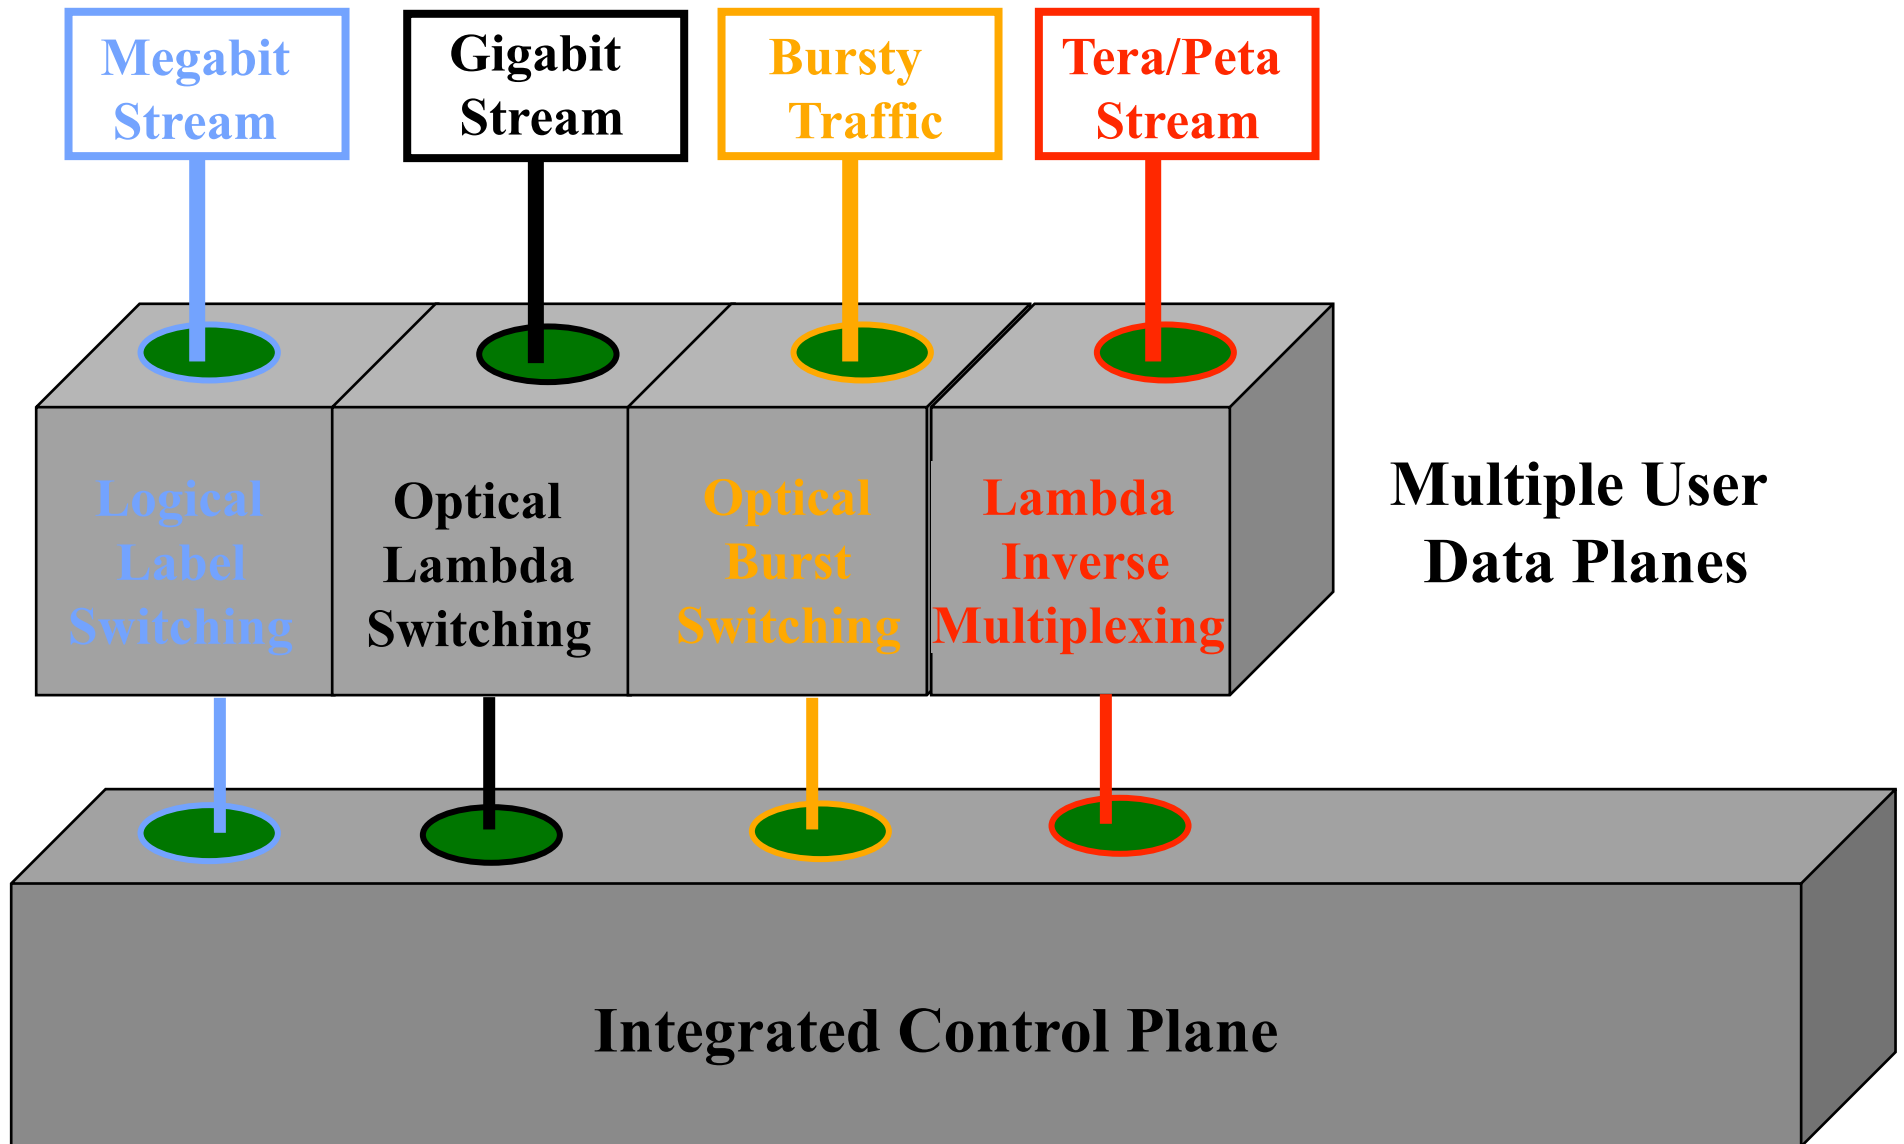 Megabit
Stream
Gigabit
Stream
Bursty
Traffic
Tera/Peta
Stream
Logical
Label
Switching
Optical
Lambda
Switching
Optical
Burst
Switching
Lambda
Inverse
Multiplexing
Multiple User
Data Planes
Integrated Control Plane